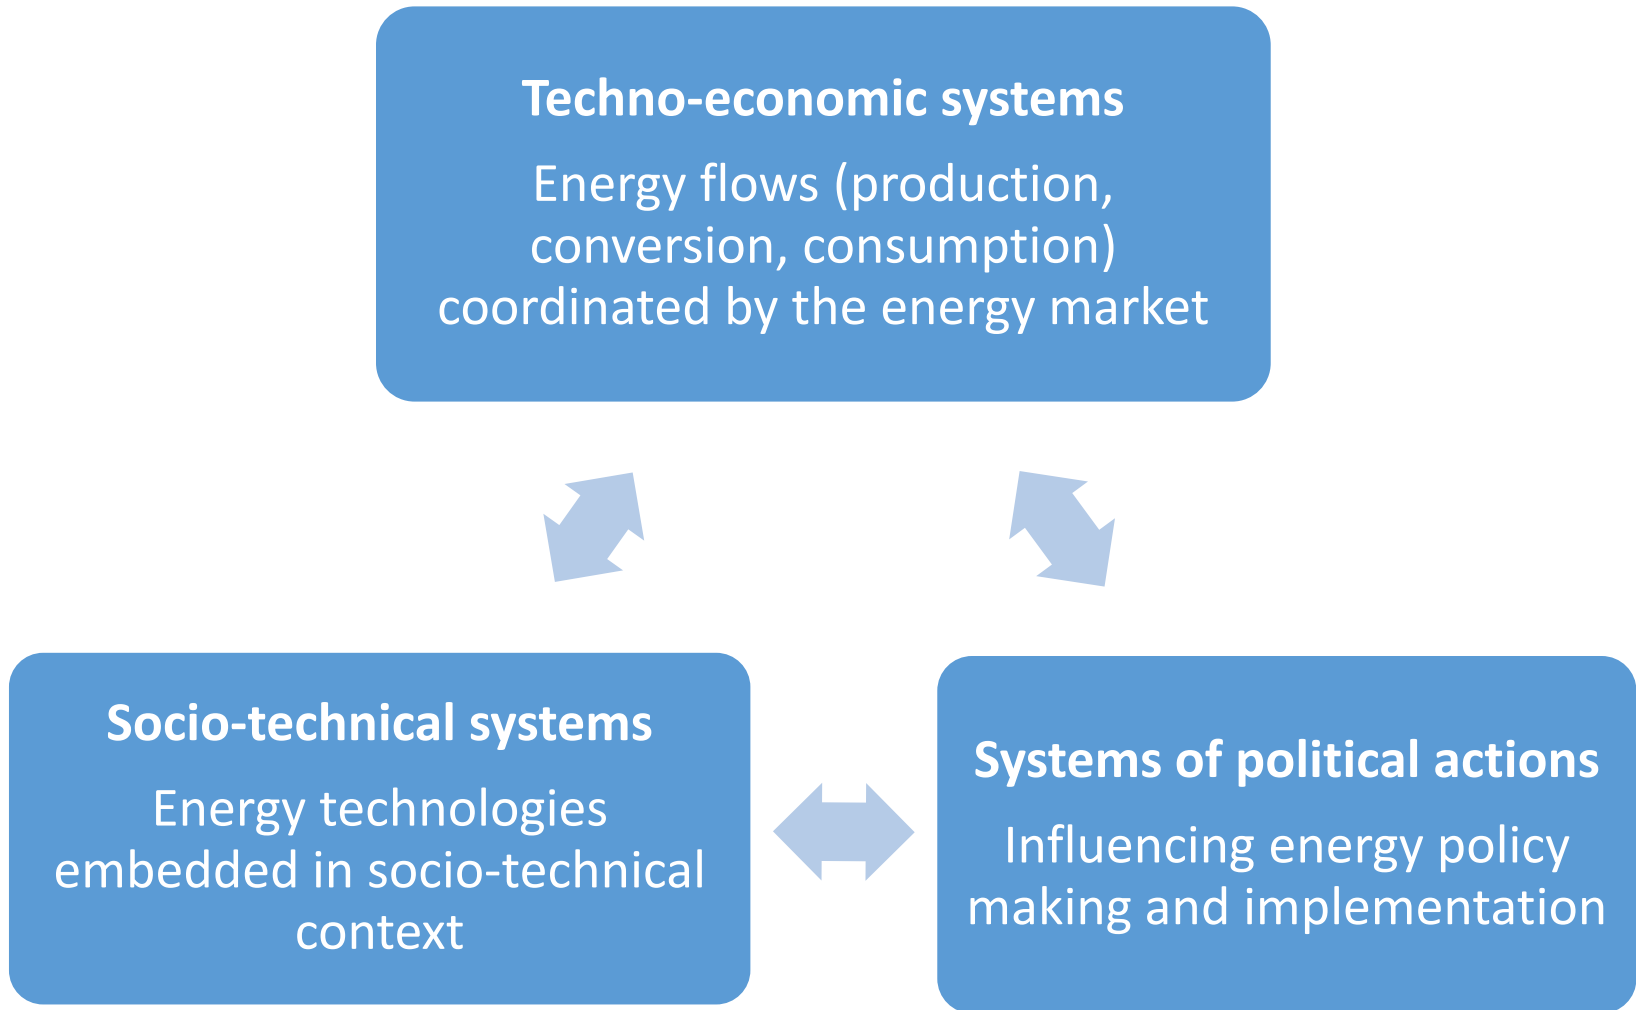 Techno-economic systems
Energy flows (production,
conversion, consumption)
coordinated by the energy market
Socio-technical systems
Energy technologies
embedded in socio-technical
context
Systems of political actions
Influencing energy policy
making and implementation